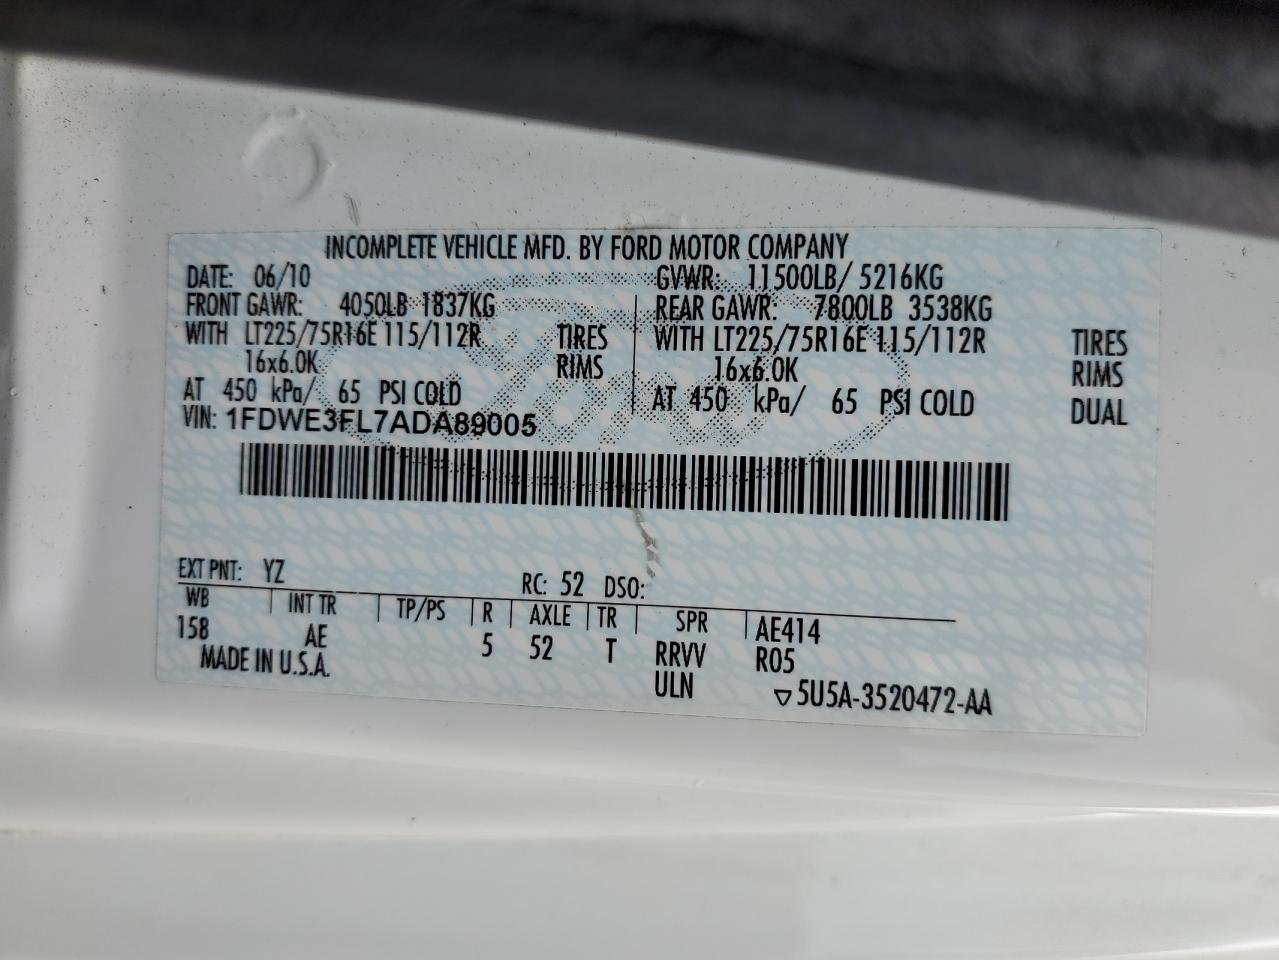 INCOMPLETE VEHICLE MFD. BY FORD MOTOR COMPANY
DATE: 06/10 GVWR: 11500LB/ 5216KG
FRONT GAWR: 4050LB 1837KG REAR GAWR: 7800LB 3538KG
WITH LT225/75R16E 115/112R TIRES WITH LT225/75R16E 115/112R TIRES
16x6.0K RIMS 16x6.0K RIMS
AT 450 kPa/ 65 PSI COLD AT 450 kPa/ 65 PSI COLD DUAL
VIN: 1FDWE3FL7ADA89005
EXT PNT: YZ RC: 52 DSO:
WB INT TR TP/PS R AXLE TR SPR AE414
158 AE 5 52 T RRVV R05
MADE IN U.S.A. ULN ▽5U5A-3520472-AA